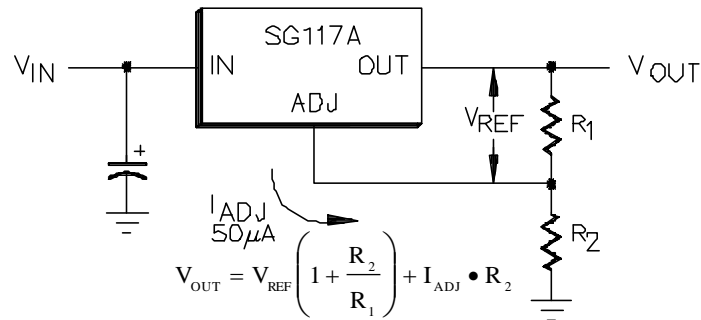 SG117A
V_IN IN OUT V_OUT
ADJ
V_REF R_1
+
I_ADJ
50μA
R_2
V_OUT = V_REF (1 + R_2 / R_1) + I_ADJ • R_2